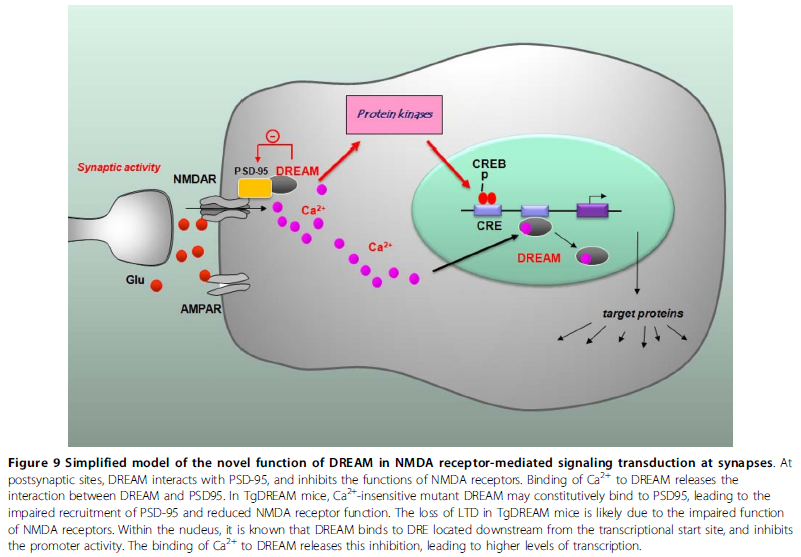 Protein kinases
Synaptic activity
NMDAR
PSD-95 DREAM
Ca2+
Ca2+
Glu
AMPAR
CREB
p
CRE
DREAM
target proteins
Figure 9 Simplified model of the novel function of DREAM in NMDA receptor-mediated signaling transduction at synapses. At
postsynaptic sites, DREAM interacts with PSD-95, and inhibits the functions of NMDA receptors. Binding of Ca2+ to DREAM releases the
interaction between DREAM and PSD95. In TgDREAM mice, Ca2+-insensitive mutant DREAM may constitutively bind to PSD95, leading to the
impaired recruitment of PSD-95 and reduced NMDA receptor function. The loss of LTD in TgDREAM mice is likely due to the impaired function
of NMDA receptors. Within the nucleus, it is known that DREAM binds to DRE located downstream from the transcriptional start site, and inhibits
the promoter activity. The binding of Ca2+ to DREAM releases this inhibition, leading to higher levels of transcription.